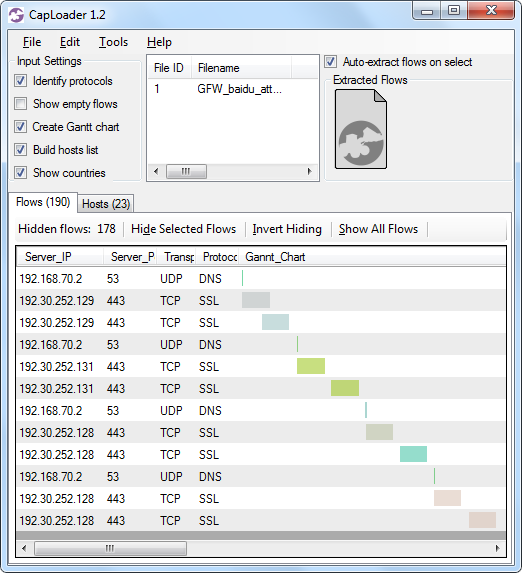 CapLoader 1.2
File Edit Tools Help
Input Settings
Identify protocols
Show empty flows
Create Gantt chart
Build hosts list
Show countries
File ID Filename
1 GFW_baidu_att...
Auto-extract flows on select
Extracted Flows
Flows (190) Hosts (23)
Hidden flows: 178 Hide Selected Flows Invert Hiding Show All Flows
Server_IP Server_P Transp Protoco Gannt_Chart
192.168.70.2 53 UDP DNS
192.30.252.129 443 TCP SSL
192.30.252.129 443 TCP SSL
192.168.70.2 53 UDP DNS
192.30.252.131 443 TCP SSL
192.30.252.131 443 TCP SSL
192.168.70.2 53 UDP DNS
192.30.252.128 443 TCP SSL
192.30.252.128 443 TCP SSL
192.168.70.2 53 UDP DNS
192.30.252.128 443 TCP SSL
192.30.252.128 443 TCP SSL